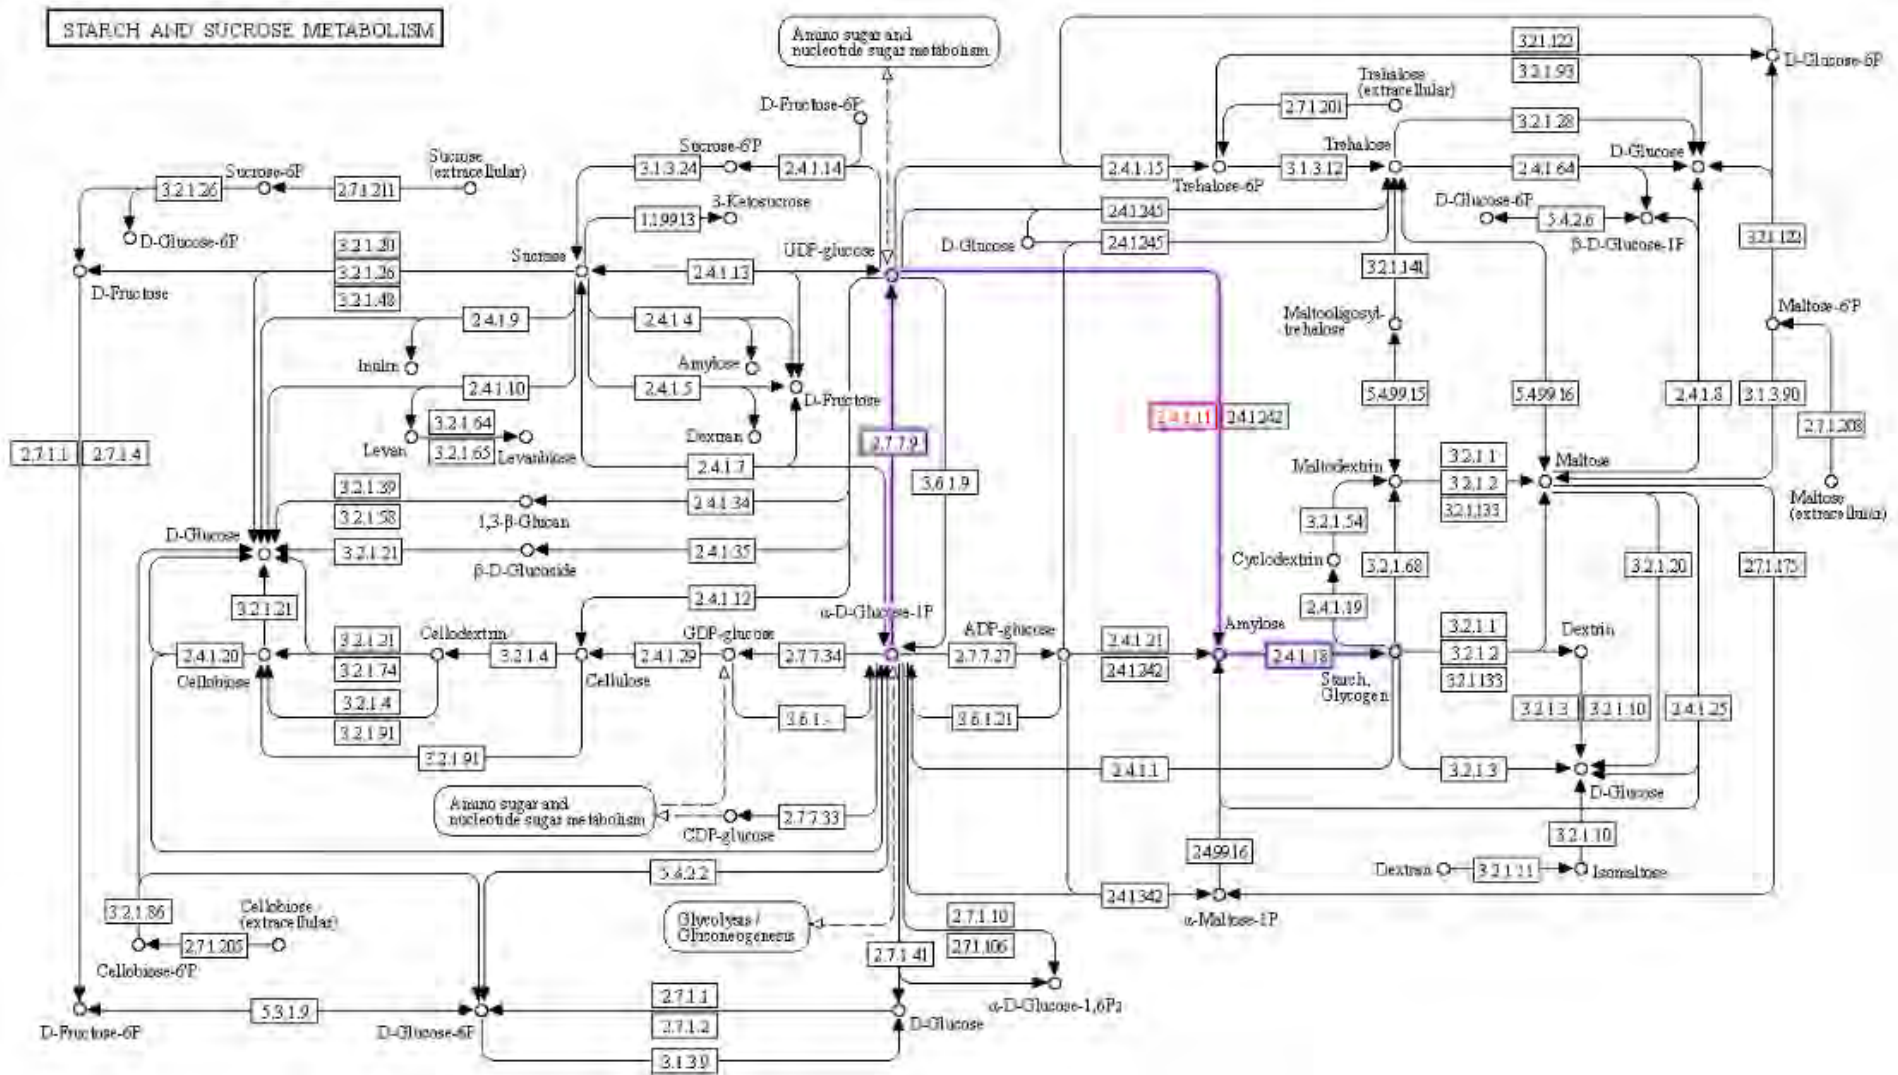 STARCH AND SUCROSE METABOLISM
Amino sugar and
nucleotide sugar metabolism
3.2.1.122
D-Glucose-6P
3.2.1.93
Trehalose
(extracellular)
D-Fructose-6P
2.7.1.201
3.2.1.28
Sucrose-6P
Sucrose
(extracellular)
Sucrose-6'P
3.1.3.24
2.4.1.14
2.4.1.15
Trehalose-6P
3.1.3.12
Trehalose
2.4.1.64
D-Glucose
3.2.1.26
2.7.1.211
1.1.99.13
3-Ketosucrose
2.4.1.245
D-Glucose-6P
5.4.2.6
β-D-Glucose-1P
D-Glucose-6P
D-Glucose
2.4.1.245
3.2.1.122
3.2.1.20
3.2.1.26
3.2.1.48
Sucrose
2.4.1.13
UDP-glucose
3.2.1.141
D-Fructose
Maltooligosyl-
trehalose
Maltose-6'P
2.4.1.9
2.4.1.4
Inulin
Amylose
2.4.1.10
2.4.1.5
D-Fructose
5.4.99.15
5.4.99.16
2.4.1.8
3.1.3.90
2.4.1.11
2.4.1.242
2.7.1.208
3.2.1.64
Levan
3.2.1.65
Levanbiose
Dextran
2.7.7.9
2.7.1.1
2.7.1.4
2.4.1.7
3.6.1.9
Maltodextrin
3.2.1.1
3.2.1.2
3.2.1.133
Maltose
Maltose
(extracellular)
3.2.1.39
3.2.1.58
2.4.1.34
1,3-β-Glucan
3.2.1.54
D-Glucose
3.2.1.21
2.4.1.35
β-D-Glucoside
Cyclodextrin
3.2.1.68
3.2.1.20
2.7.1.175
3.2.1.21
2.4.1.12
α-D-Glucose-1P
2.4.1.19
2.4.1.20
Cellobiose
3.2.1.21
3.2.1.74
3.2.1.4
3.2.1.91
Cellodextrin
3.2.1.4
Cellulose
2.4.1.29
GDP-glucose
2.7.7.34
2.7.7.27
ADP-glucose
2.4.1.21
2.4.1.242
Amylose
2.4.1.18
Starch,
Glycogen
3.2.1.1
3.2.1.2
3.2.1.133
Dextrin
3.6.1.-
3.6.1.21
3.2.1.3
3.2.1.10
2.4.1.25
3.2.1.91
2.4.1.1
3.2.1.3
D-Glucose
Amino sugar and
nucleotide sugar metabolism
CDP-glucose
2.7.7.33
3.2.1.10
2.4.99.16
5.4.2.2
Dextran
3.2.1.11
Isomaltose
3.2.1.86
Cellobiose
(extracellular)
Glycolysis /
Gluconeogenesis
2.7.1.10
2.7.1.106
α-Maltose-1P
2.7.1.205
Cellobiose-6'P
2.7.1.41
α-D-Glucose-1,6P2
D-Fructose-6P
5.3.1.9
D-Glucose-6P
2.7.1.1
2.7.1.2
D-Glucose
3.1.3.9